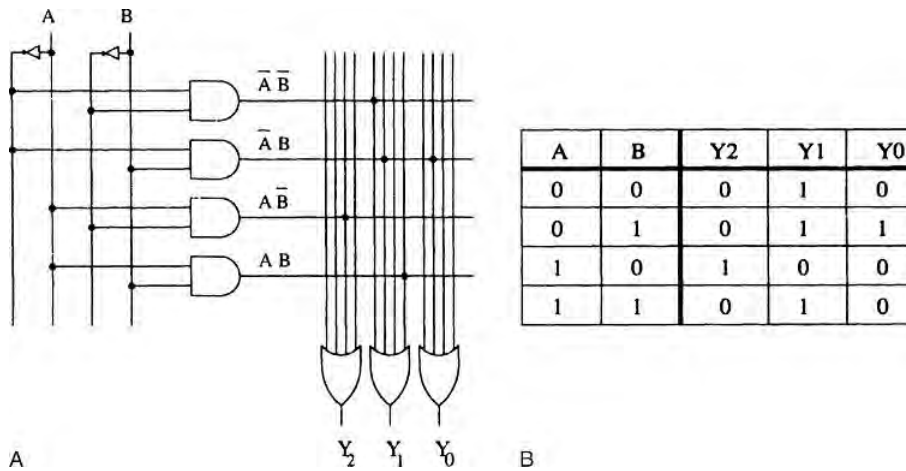 A B
A̅ B̅
A̅ B
A B̅
A B
Y₂ Y₁ Y₀
A
A B Y2 Y1 Y0
0 0 0 1 0
0 1 0 1 1
1 0 1 0 0
1 1 0 1 0
B